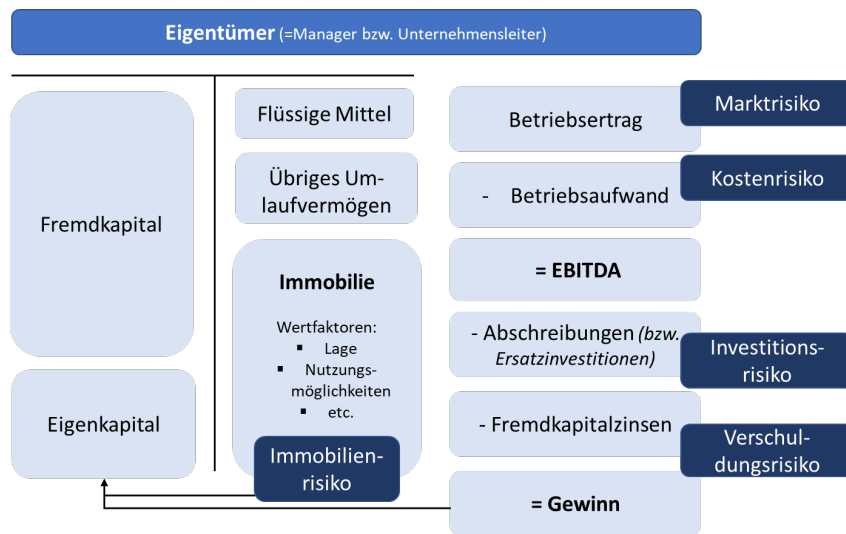 Eigentümer (=Manager bzw. Unternehmensleiter)
Fremdkapital
Eigenkapital
Flüssige Mittel
Übriges Um-
laufvermögen
Immobilie
Wertfaktoren:
▪ Lage
▪ Nutzungs-
möglichkeiten
▪ etc.
Immobilien-
risiko
Betriebsertrag
Marktrisiko
- Betriebsaufwand
Kostenrisiko
= EBITDA
- Abschreibungen (bzw.
Ersatzinvestitionen)
Investitions-
risiko
- Fremdkapitalzinsen
Verschul-
dungsrisiko
= Gewinn